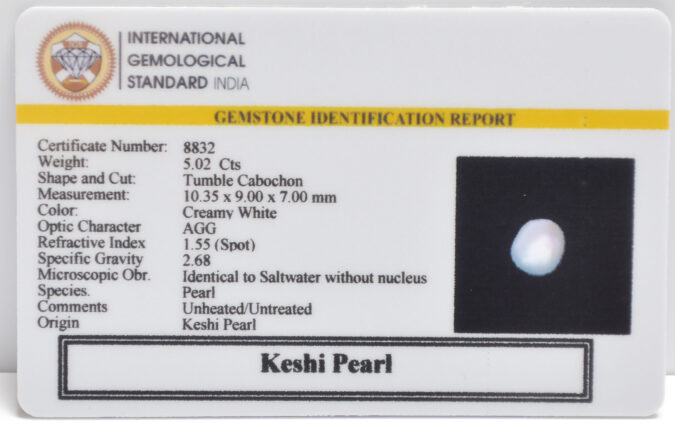 INTERNATIONAL
GEMOLOGICAL
STANDARD INDIA
GEMSTONE IDENTIFICATION REPORT
Certificate Number: 8832
Weight: 5.02 Cts
Shape and Cut: Tumble Cabochon
Measurement: 10.35 x 9.00 x 7.00 mm
Color: Creamy White
Optic Character AGG
Refractive Index 1.55 (Spot)
Specific Gravity 2.68
Microscopic Obr. Identical to Saltwater without nucleus
Species. Pearl
Comments Unheated/Untreated
Origin Keshi Pearl
Keshi Pearl